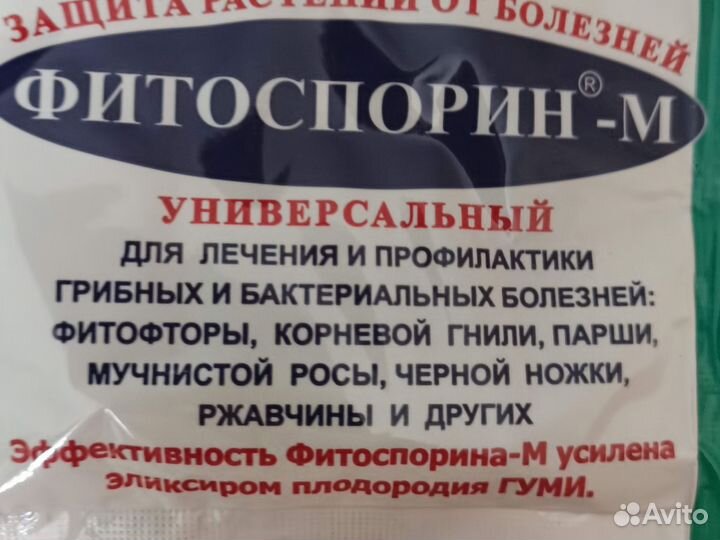 ЗАЩИТА РАСТЕНИЙ ОТ БОЛЕЗНЕЙ
ФИТОСПОРИН®-М
УНИВЕРСАЛЬНЫЙ
ДЛЯ ЛЕЧЕНИЯ И ПРОФИЛАКТИКИ
ГРИБНЫХ И БАКТЕРИАЛЬНЫХ БОЛЕЗНЕЙ:
ФИТОФТОРЫ, КОРНЕВОЙ ГНИЛИ, ПАРШИ,
МУЧНИСТОЙ РОСЫ, ЧЕРНОЙ НОЖКИ,
РЖАВЧИНЫ И ДРУГИХ
Эффективность Фитоспорина-М усилена
эликсиром плодородия ГУМИ.
Avito